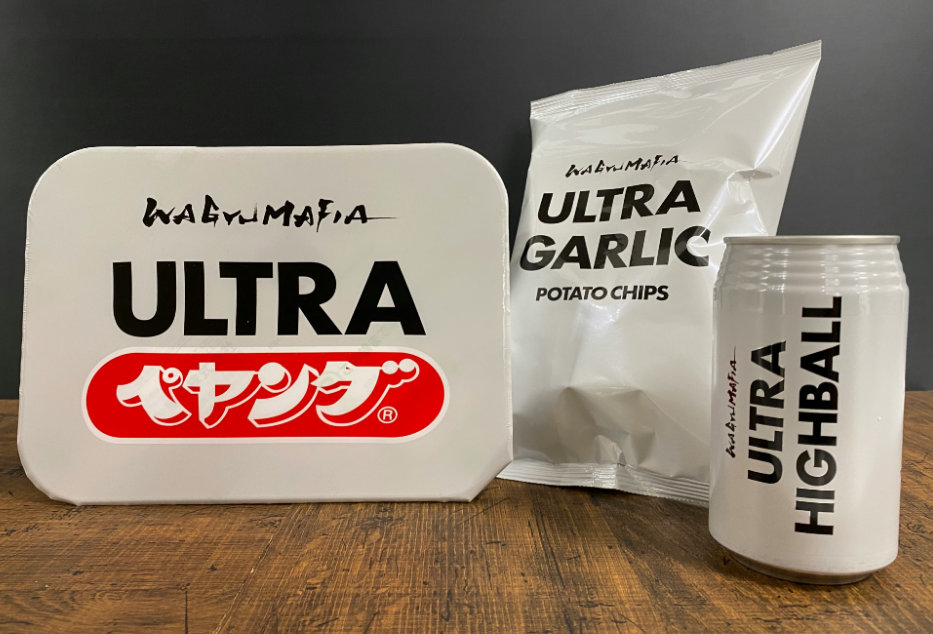 WAGYUMAFIA
ULTRA
ペヤング®
WAGYUMAFIA
ULTRA
GARLIC
POTATO CHIPS
WAGYUMAFIA
ULTRA
HIGHBALL